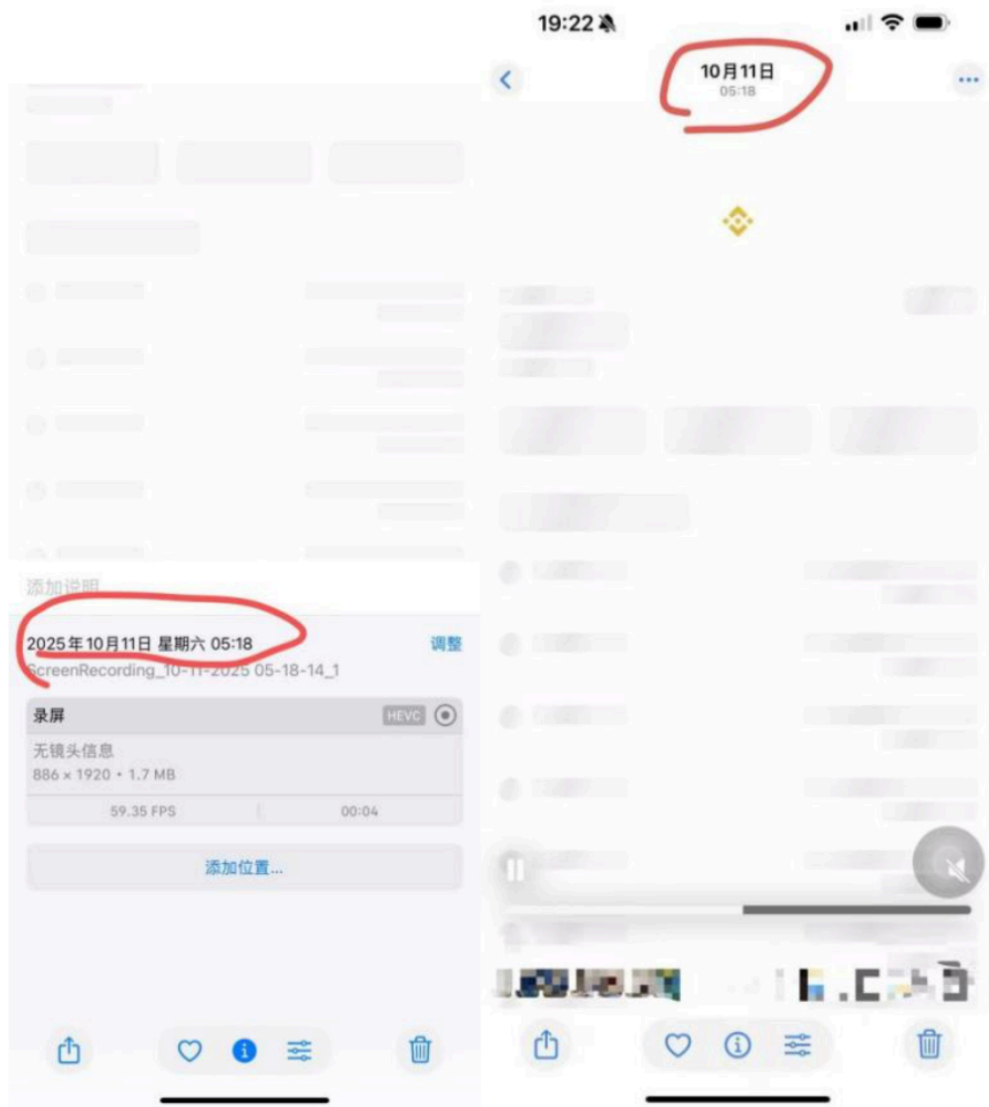 添加说明
2025年10月11日 星期六 05:18
调整
ScreenRecording_10-11-2025 05-18-14_1
录屏
HEVC
无镜头信息
886 × 1920 • 1.7 MB
59.35 FPS
00:04
添加位置...
19:22
10月11日
05:18